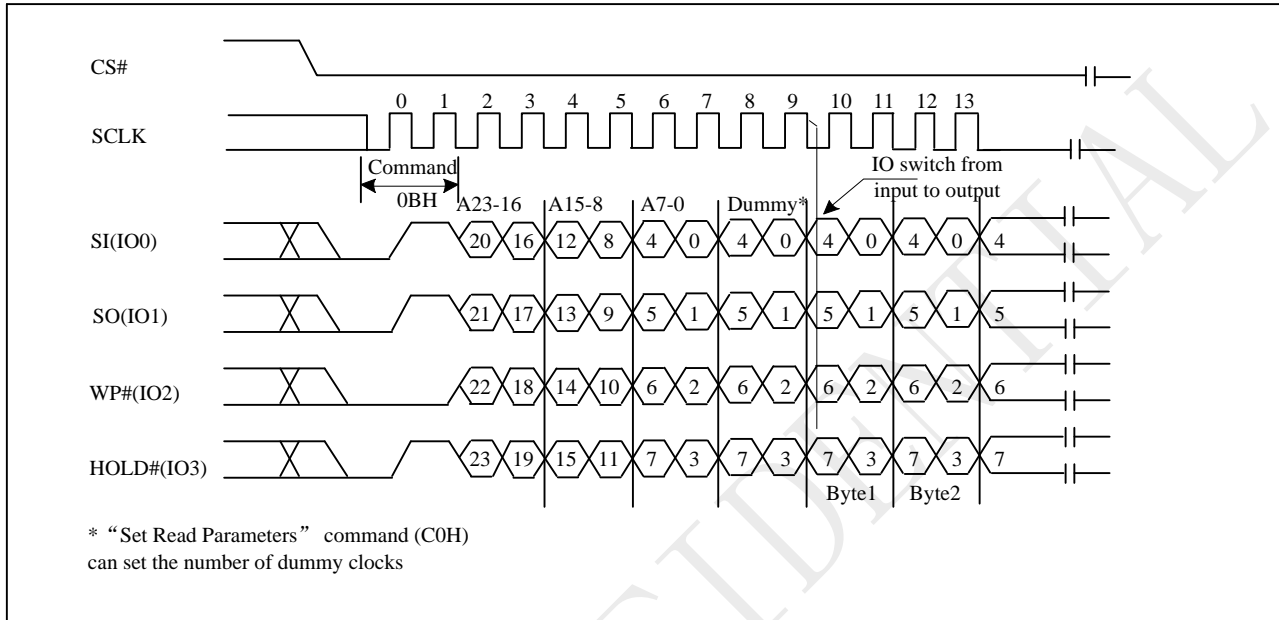 CS#
0 1 2 3 4 5 6 7 8 9 10 11 12 13
SCLK
Command
0BH
IO switch from
input to output
A23-16 A15-8 A7-0 Dummy*
SI(IO0) 20 16 12 8 4 0 4 0 4 0 4 0 4
SO(IO1) 21 17 13 9 5 1 5 1 5 1 5 1 5
WP#(IO2) 22 18 14 10 6 2 6 2 6 2 6 2 6
HOLD#(IO3) 23 19 15 11 7 3 7 3 7 3 7 3 7
Byte1 Byte2
* “Set Read Parameters” command (C0H)
can set the number of dummy clocks